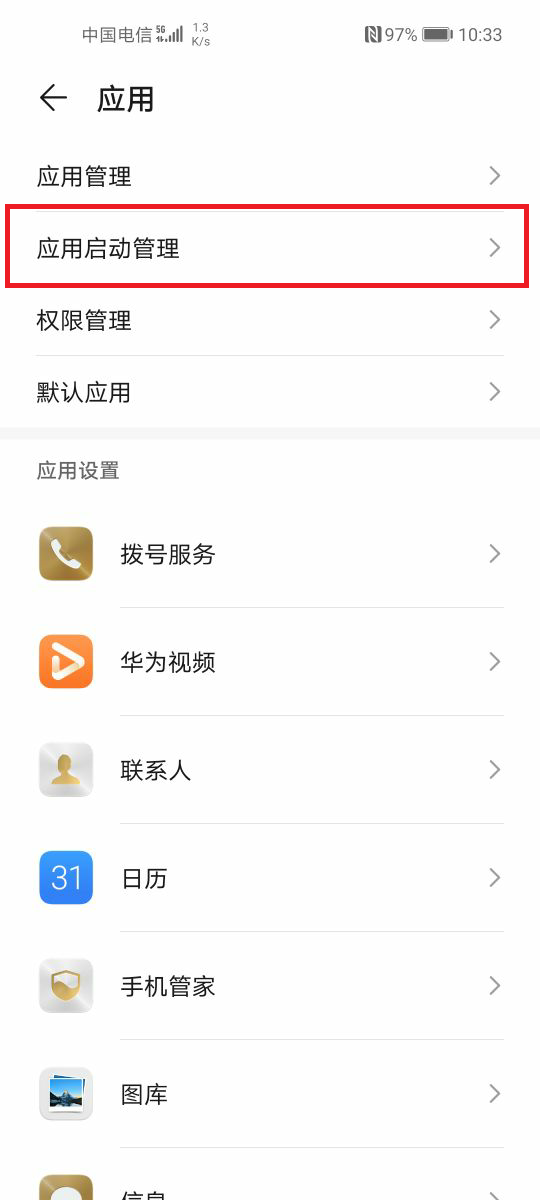 中国电信 5G 1.3 K/s 97% 10:33
应用
应用管理
应用启动管理
权限管理
默认应用
应用设置
拨号服务
华为视频
联系人
31 日历
手机管家
图库
信息